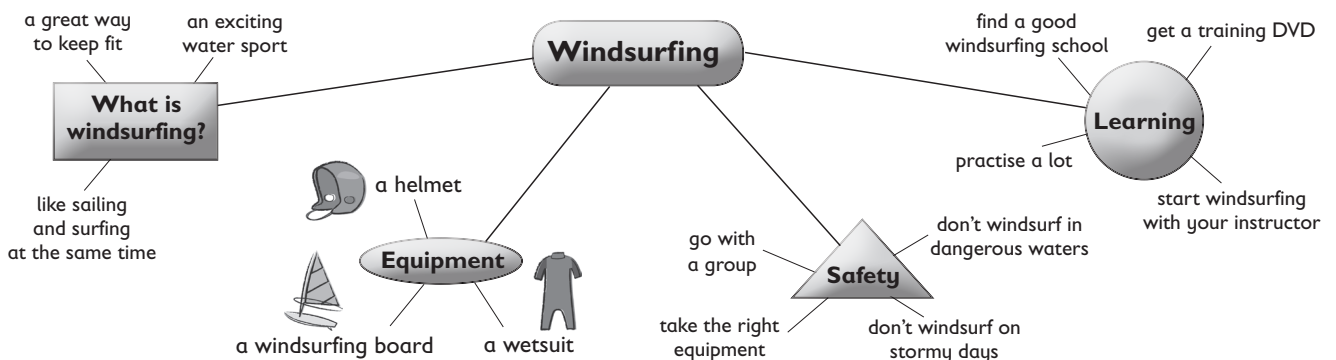 Windsurfing
a great way
to keep fit
an exciting
water sport
What is
windsurfing?
like sailing
and surfing
at the same time
a helmet
Equipment
a windsurfing board
a wetsuit
go with
a group
don't windsurf in
dangerous waters
Safety
take the right
equipment
don't windsurf on
stormy days
find a good
windsurfing school
get a training DVD
Learning
practise a lot
start windsurfing
with your instructor